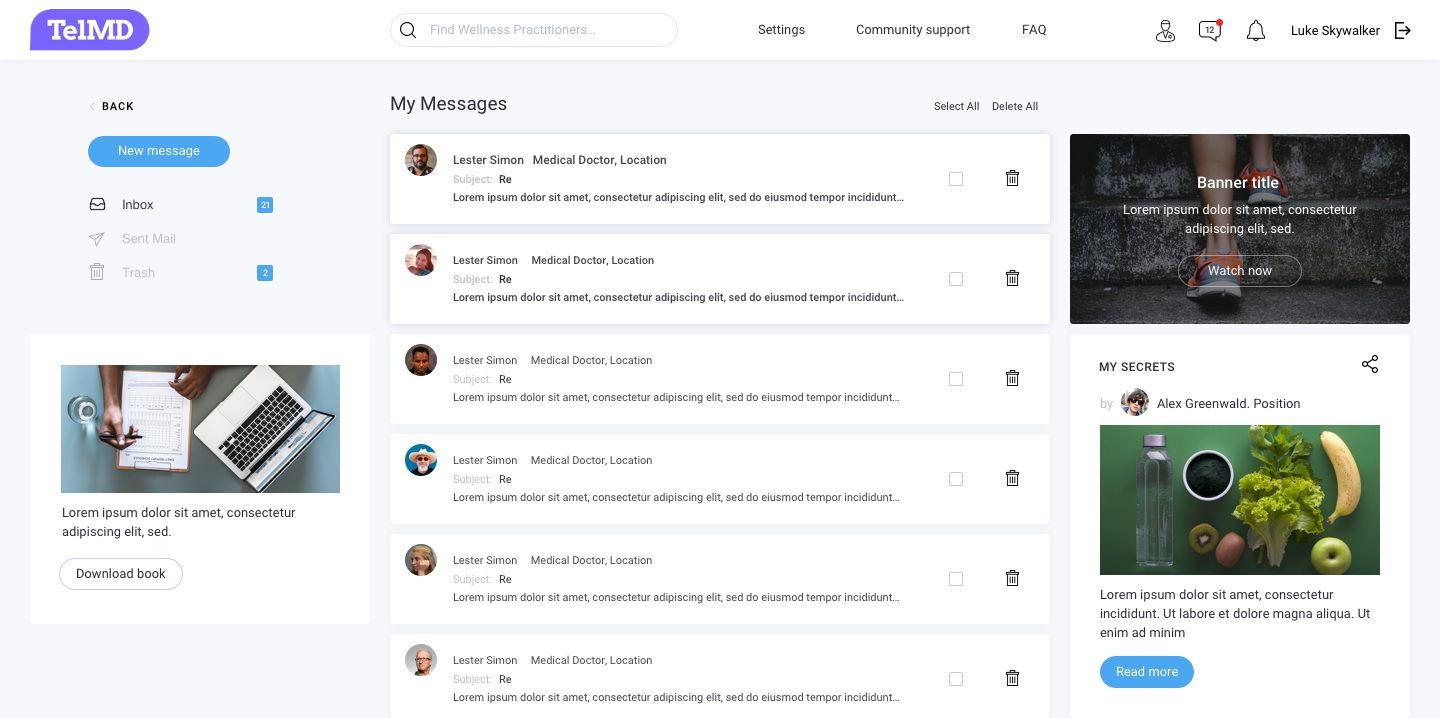 TelMD
Find Wellness Practitioners...
Settings
Community support
FAQ
12
Luke Skywalker
BACK
New message
Inbox
21
Sent Mail
Trash
2
Lorem ipsum dolor sit amet, consectetur
adipiscing elit, sed.
Download book
My Messages
Select All
Delete All
Lester Simon Medical Doctor, Location
Subject: Re
Lorem ipsum dolor sit amet, consectetur adipiscing elit, sed do eiusmod tempor incididunt...
Lester Simon Medical Doctor, Location
Subject: Re
Lorem ipsum dolor sit amet, consectetur adipiscing elit, sed do eiusmod tempor incididunt...
Lester Simon Medical Doctor, Location
Subject: Re
Lorem ipsum dolor sit amet, consectetur adipiscing elit, sed do eiusmod tempor incididunt...
Lester Simon Medical Doctor, Location
Subject: Re
Lorem ipsum dolor sit amet, consectetur adipiscing elit, sed do eiusmod tempor incididunt...
Lester Simon Medical Doctor, Location
Subject: Re
Lorem ipsum dolor sit amet, consectetur adipiscing elit, sed do eiusmod tempor incididunt...
Lester Simon Medical Doctor, Location
Subject: Re
Lorem ipsum dolor sit amet, consectetur adipiscing elit, sed do eiusmod tempor incididunt...
Banner title
Lorem ipsum dolor sit amet, consectetur
adipiscing elit, sed.
Watch now
MY SECRETS
by Alex Greenwald. Position
Lorem ipsum dolor sit amet, consectetur
incididunt. Ut labore et dolore magna aliqua. Ut
enim ad minim
Read more